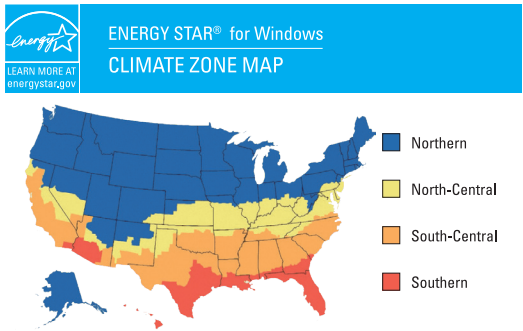 energy
LEARN MORE AT
energystar.gov
ENERGY STAR® for Windows
CLIMATE ZONE MAP
Northern
North-Central
South-Central
Southern